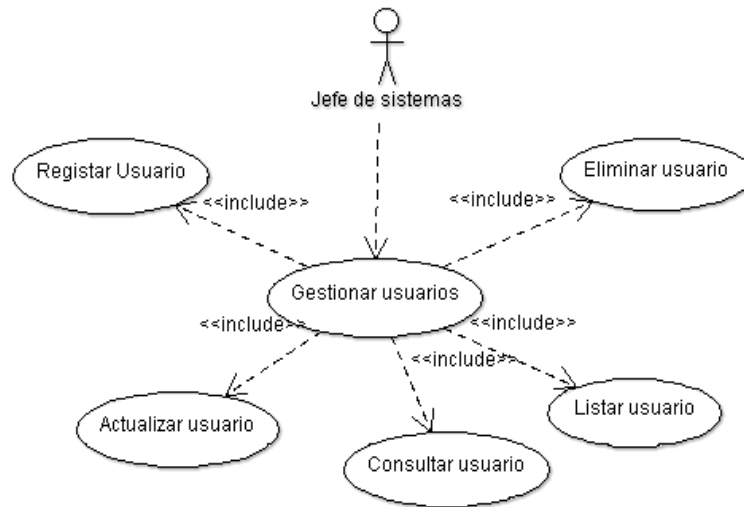 Jefe de sistemas
Registar Usuario
Eliminar usuario
<<include>>
<<include>>
Gestionar usuarios
<<include>>
<<include>>
<<include>>
Actualizar usuario
Listar usuario
Consultar usuario